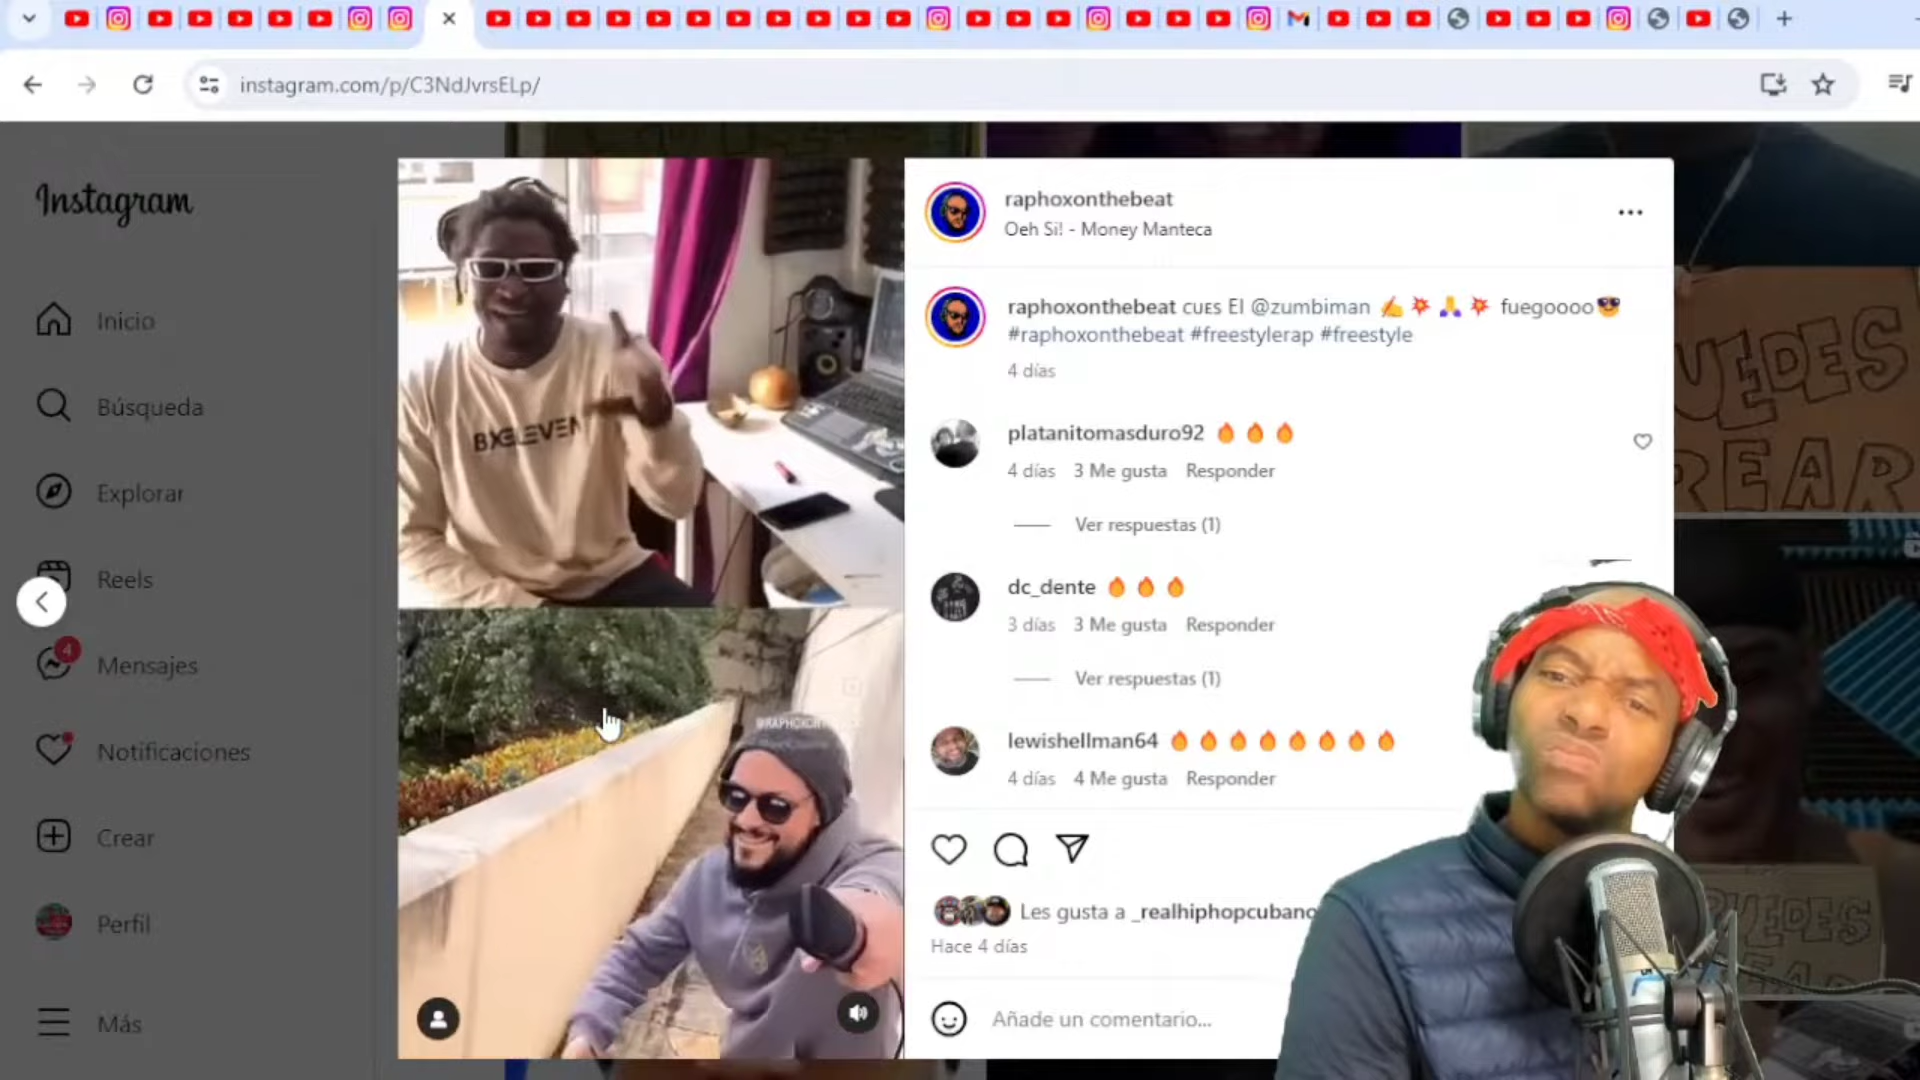 instagram.com/p/C3NdJvrsELp/
Instagram
Inicio
Búsqueda
Explorar
Reels
4
Mensajes
Notificaciones
Crear
Perfil
Más
BXELEVEN
raphoxonthebeat
Oeh Si! - Money Manteca
raphoxonthebeat CUES El @zumbiman ✍️💥🙏💥 fuegoooo😎
#raphoxonthebeat #freestylerap #freestyle
4 días
platanitomasduro92 🔥🔥🔥
4 días 3 Me gusta Responder
Ver respuestas (1)
dc_dente 🔥🔥🔥
3 días 3 Me gusta Responder
Ver respuestas (1)
lewishellman64 🔥🔥🔥🔥🔥🔥🔥🔥
4 días 4 Me gusta Responder
Les gusta a _realhiphopcubano
Hace 4 días
Añade un comentario...